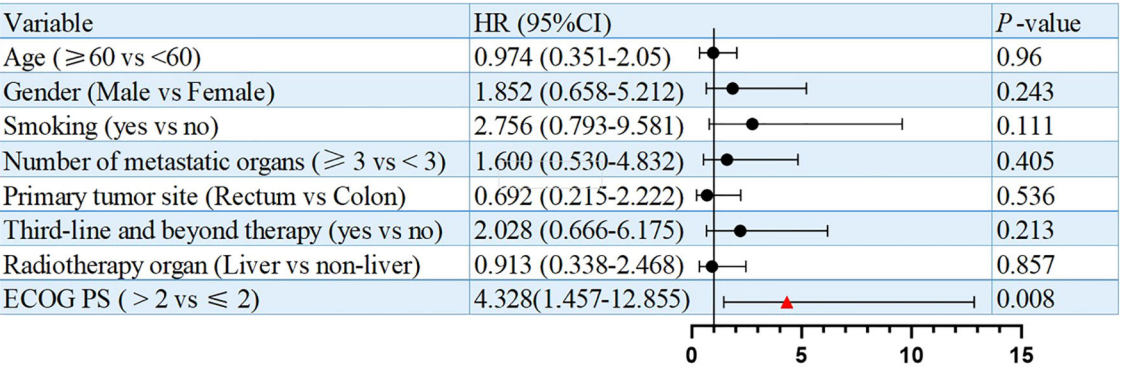 Variable HR (95%CI) P-value
Age (≥60 vs <60) 0.974 (0.351-2.05) 0.96
Gender (Male vs Female) 1.852 (0.658-5.212) 0.243
Smoking (yes vs no) 2.756 (0.793-9.581) 0.111
Number of metastatic organs (≥ 3 vs < 3) 1.600 (0.530-4.832) 0.405
Primary tumor site (Rectum vs Colon) 0.692 (0.215-2.222) 0.536
Third-line and beyond therapy (yes vs no) 2.028 (0.666-6.175) 0.213
Radiotherapy organ (Liver vs non-liver) 0.913 (0.338-2.468) 0.857
ECOG PS ( > 2 vs ≤ 2) 4.328(1.457-12.855) 0.008
0 5 10 15